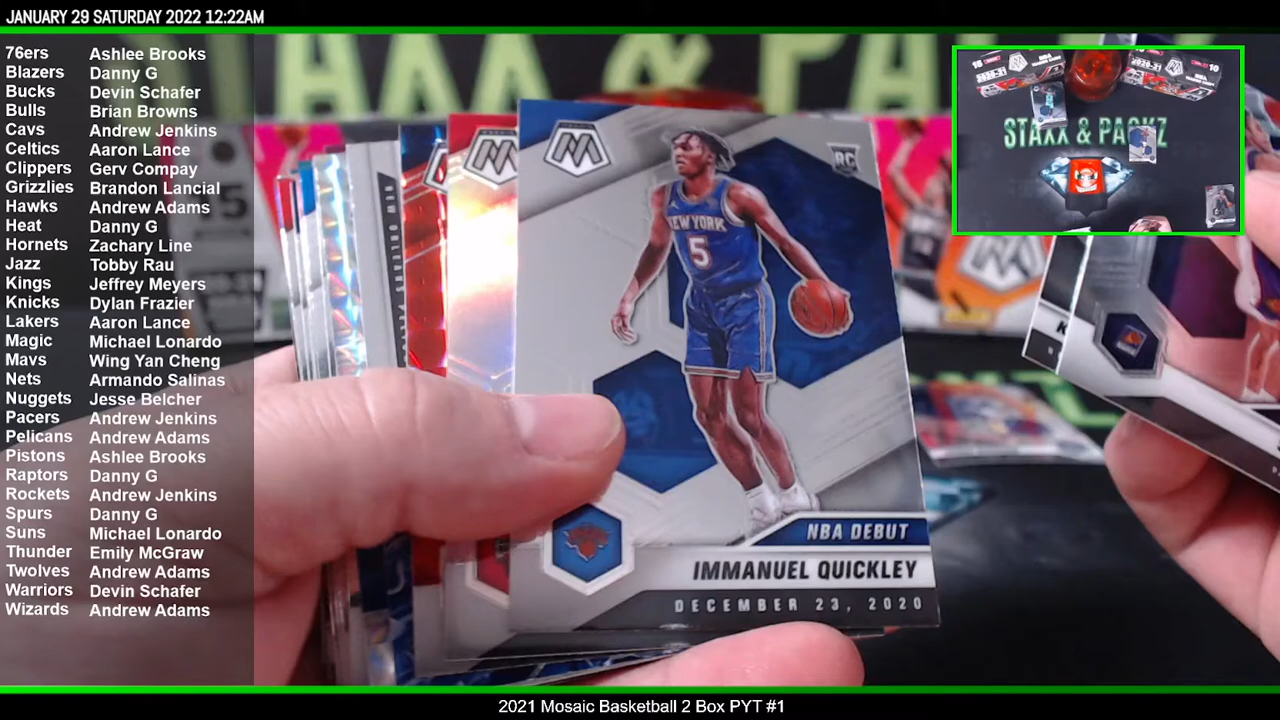 JANUARY 29 SATURDAY 2022 12:22AM
76ers Ashlee Brooks
Blazers Danny G
Bucks Devin Schafer
Bulls Brian Browns
Cavs Andrew Jenkins
Celtics Aaron Lance
Clippers Gerv Compay
Grizzlies Brandon Lancial
Hawks Andrew Adams
Heat Danny G
Hornets Zachary Line
Jazz Tobby Rau
Kings Jeffrey Meyers
Knicks Dylan Frazier
Lakers Aaron Lance
Magic Michael Lonardo
Mavs Wing Yan Cheng
Nets Armando Salinas
Nuggets Jesse Belcher
Pacers Andrew Jenkins
Pelicans Andrew Adams
Pistons Ashlee Brooks
Raptors Danny G
Rockets Andrew Jenkins
Spurs Danny G
Suns Michael Lonardo
Thunder Emily McGraw
Twolves Andrew Adams
Warriors Devin Schafer
Wizards Andrew Adams
STAXX & PACKZ
RC
NEW YORK
5
NBA DEBUT
IMMANUEL QUICKLEY
DECEMBER 23, 2020
NEW ORLEANS
2021 Mosaic Basketball 2 Box PYT #1